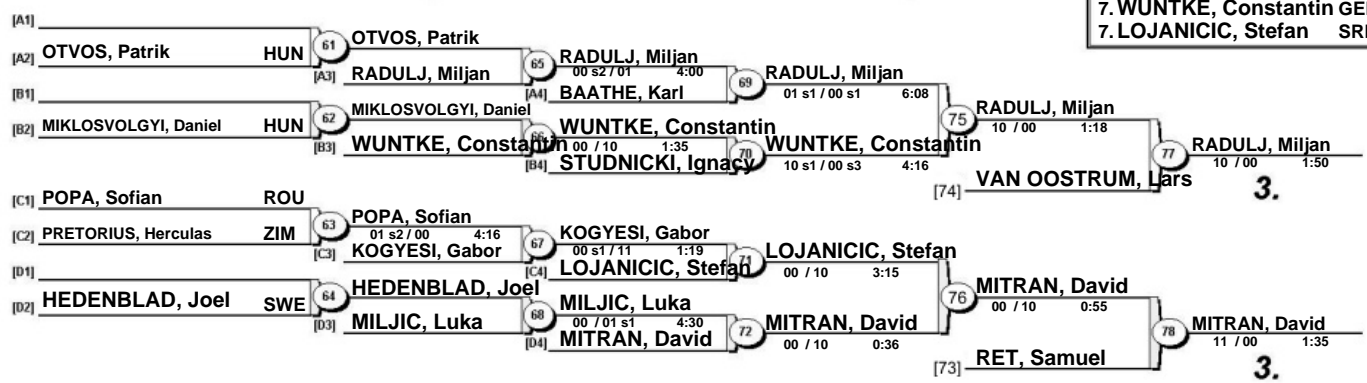 7. WUNTKE, Constantin
7. LOJANICIC, Stefan
[A1]
[A2] OTVOS, Patrik HUN
61
OTVOS, Patrik
[A3] RADULJ, Miljan
65
RADULJ, Miljan
00 s2 / 01 4:00
[A4] BAATHE, Karl
69
RADULJ, Miljan
01 s1 / 00 s1 6:08
[B1]
[B2] MIKLOSVOLGYI, Daniel HUN
62
MIKLOSVOLGYI, Daniel
[B3] WUNTKE, Constantin
66
WUNTKE, Constantin
00 / 10 1:35
[B4] STUDNICKI, Ignacy
70
WUNTKE, Constantin
10 s1 / 00 s3 4:16
75
RADULJ, Miljan
10 / 00 1:18
[74] VAN OOSTRUM, Lars
77
RADULJ, Miljan
10 / 00 1:50
3.
[C1] POPA, Sofian ROU
[C2] PRETORIUS, Herculas ZIM
63
POPA, Sofian
01 s2 / 00 4:16
[C3] KOGYESI, Gabor
67
KOGYESI, Gabor
00 s1 / 11 1:19
[C4] LOJANICIC, Stefan
71
LOJANICIC, Stefan
00 / 10 3:15
[D1]
[D2] HEDENBLAD, Joel SWE
64
HEDENBLAD, Joel
[D3] MILJIC, Luka
68
MILJIC, Luka
00 / 01 s1 4:30
[D4] MITRAN, David
72
MITRAN, David
00 / 10 0:36
76
MITRAN, David
00 / 10 0:55
[73] RET, Samuel
78
MITRAN, David
11 / 00 1:35
3.